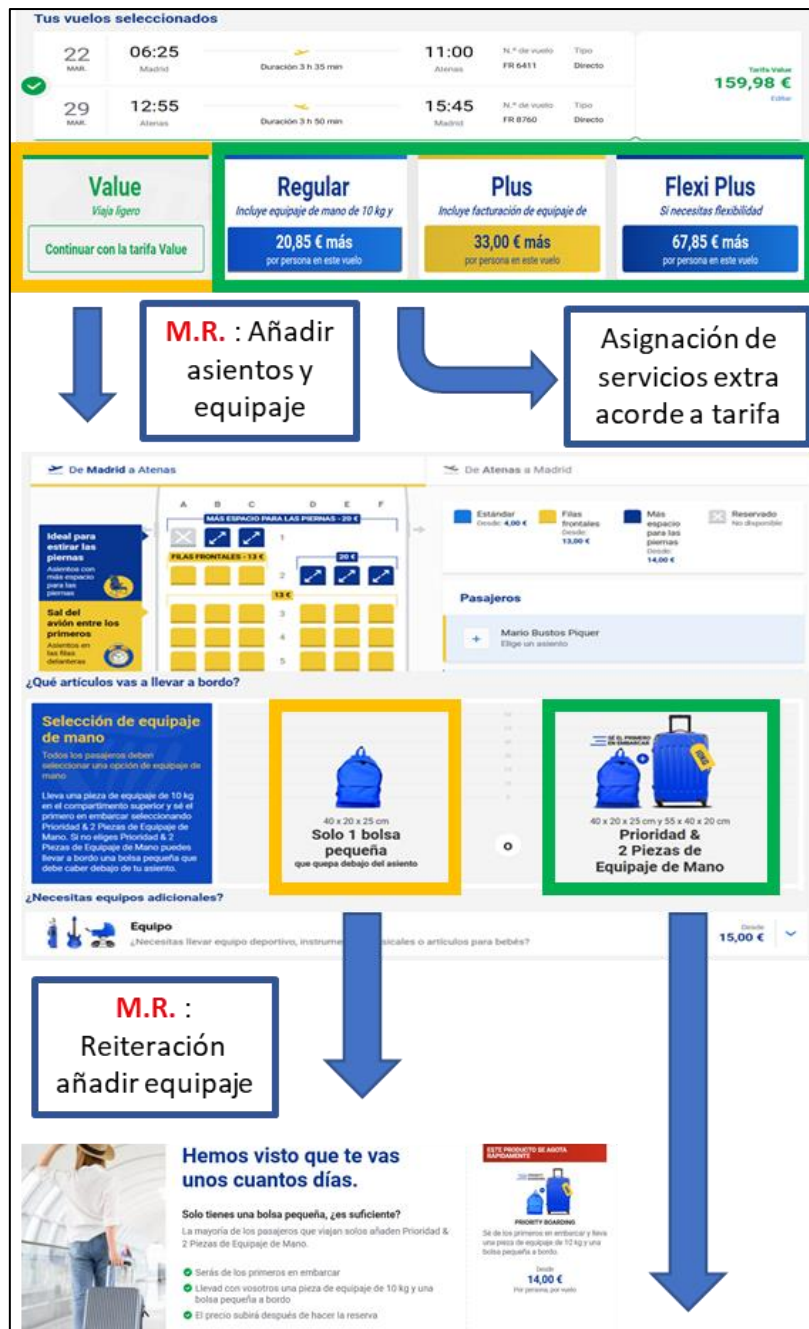 Tus vuelos seleccionados
22 06:25 11:00 N.º de vuelo Tipo
MAR. Madrid Duración 3 h 35 min Atenas FR 6411 Directo
Tarifa Value
159,98 €
Editar
29 12:55 15:45 N.º de vuelo Tipo
MAR. Atenas Duración 3 h 50 min Madrid FR 8760 Directo
Value Regular Plus Flexi Plus
Viaja ligero Incluye equipaje de mano de 10 kg y Incluye facturación de equipaje de Si necesitas flexibilidad
Continuar con la tarifa Value 20,85 € más 33,00 € más 67,85 € más
por persona en este vuelo por persona en este vuelo por persona en este vuelo
M.R. : Añadir
asientos y
equipaje
Asignación de
servicios extra
acorde a tarifa
De Madrid a Atenas De Atenas a Madrid
A B C D E F
MÁS ESPACIO PARA LAS PIERNAS - 20 €
1
FILAS FRONTALES - 13 € 20 €
2
13 €
3
4
5
Ideal para
estirar las
piernas
Asientos con
más espacio
para las
piernas
Sal del
avión entre los
primeros
Asientos en
las filas
delanteras
Estándar
Desde: 4,00 €
Filas
frontales
Desde:
13,00 €
Más
espacio
para las
piernas
Desde:
14,00 €
Reservado
No disponible
Pasajeros
+ Mario Bustos Piquer
Elige un asiento
¿Qué artículos vas a llevar a bordo?
Selección de equipaje
de mano
Todos los pasajeros deben
seleccionar una opción de equipaje de
mano
Lleva una pieza de equipaje de 10 kg
en el compartimento superior y sé el
primero en embarcar seleccionando
Prioridad & 2 Piezas de Equipaje de
Mano. Si no eliges Prioridad & 2
Piezas de Equipaje de Mano puedes
llevar a bordo una bolsa pequeña que
debe caber debajo de tu asiento.
40 x 20 x 25 cm
Solo 1 bolsa
pequeña
que quepa debajo del asiento
o
SÉ EL PRIMERO
EN EMBARCAR
10KG
40 x 20 x 25 cm y 55 x 40 x 20 cm
Prioridad &
2 Piezas de
Equipaje de Mano
¿Necesitas equipos adicionales?
Equipo
¿Necesitas llevar equipo deportivo, instrume sicales o artículos para bebés?
Desde
15,00 €
M.R. :
Reiteración
añadir equipaje
Hemos visto que te vas
unos cuantos días.
Solo tienes una bolsa pequeña, ¿es suficiente?
La mayoría de los pasajeros que viajan solos añaden Prioridad &
2 Piezas de Equipaje de Mano.
Serás de los primeros en embarcar
Llevad con vosotros una pieza de equipaje de 10 kg y una
bolsa pequeña a bordo
El precio subirá después de hacer la reserva
ESTE PRODUCTO SE AGOTA
RÁPIDAMENTE
PRIORITY BOARDING
Sé de los primeros en embarcar y lleva
una pieza de equipaje de 10 kg y una
bolsa pequeña a bordo.
Desde
14,00 €
Por persona, por vuelo